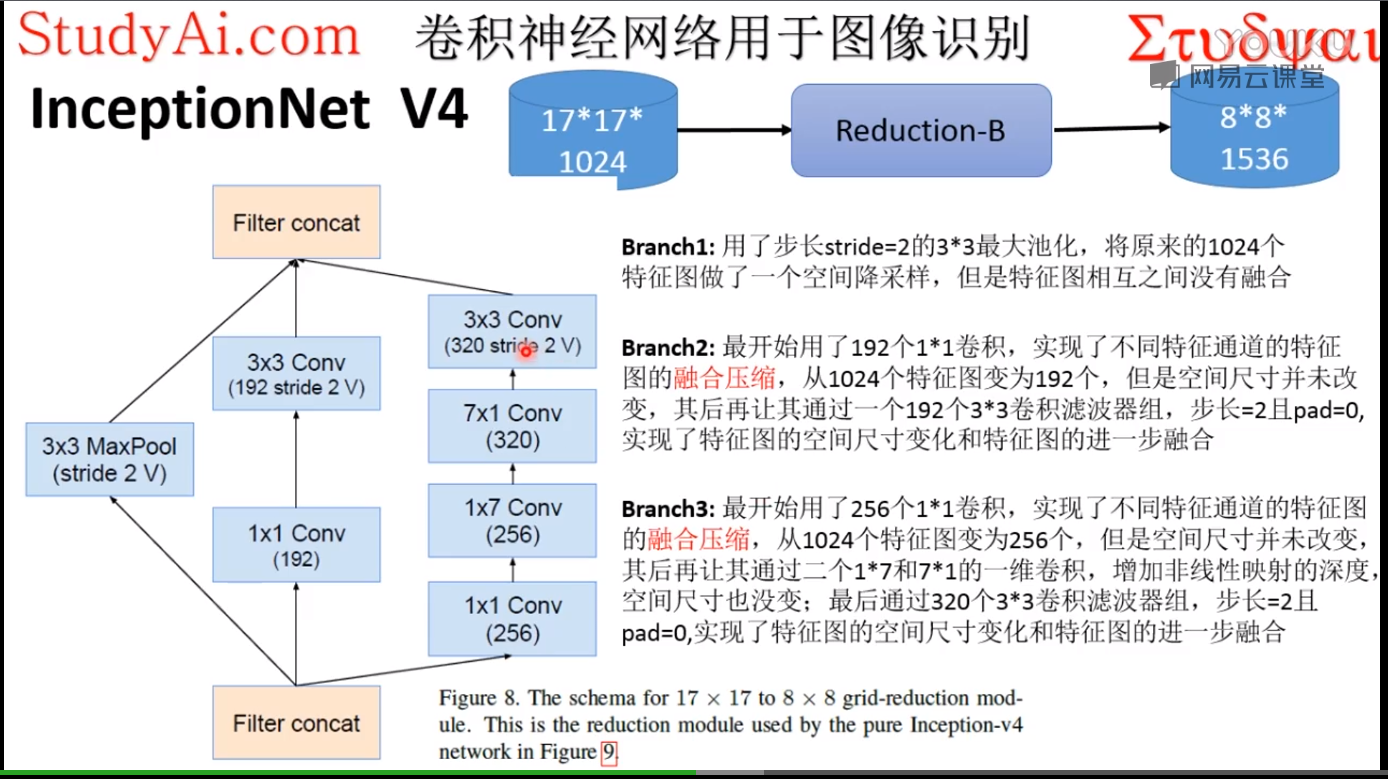 StudyAi.com
卷积神经网络用于图像识别
Στυδψαι
youku
网易云课堂
InceptionNet V4
17*17*
1024
Reduction-B
8*8*
1536
Filter concat
3x3 Conv
(320 stride 2 V)
3x3 Conv
(192 stride 2 V)
7x1 Conv
(320)
3x3 MaxPool
(stride 2 V)
1x7 Conv
(256)
1x1 Conv
(192)
1x1 Conv
(256)
Filter concat
Branch1: 用了步长stride=2的3*3最大池化，将原来的1024个
特征图做了一个空间降采样，但是特征图相互之间没有融合
Branch2: 最开始用了192个1*1卷积，实现了不同特征通道的特征
图的融合压缩，从1024个特征图变为192个，但是空间尺寸并未改
变，其后再让其通过一个192个3*3卷积滤波器组，步长=2且pad=0,
实现了特征图的空间尺寸变化和特征图的进一步融合
Branch3: 最开始用了256个1*1卷积，实现了不同特征通道的特征图
的融合压缩，从1024个特征图变为256个，但是空间尺寸并未改变，
其后再让其通过二个1*7和7*1的一维卷积，增加非线性映射的深度，
空间尺寸也没变；最后通过320个3*3卷积滤波器组，步长=2且
pad=0,实现了特征图的空间尺寸变化和特征图的进一步融合
Figure 8. The schema for 17 × 17 to 8 × 8 grid-reduction mod-
ule. This is the reduction module used by the pure Inception-v4
network in Figure 9.